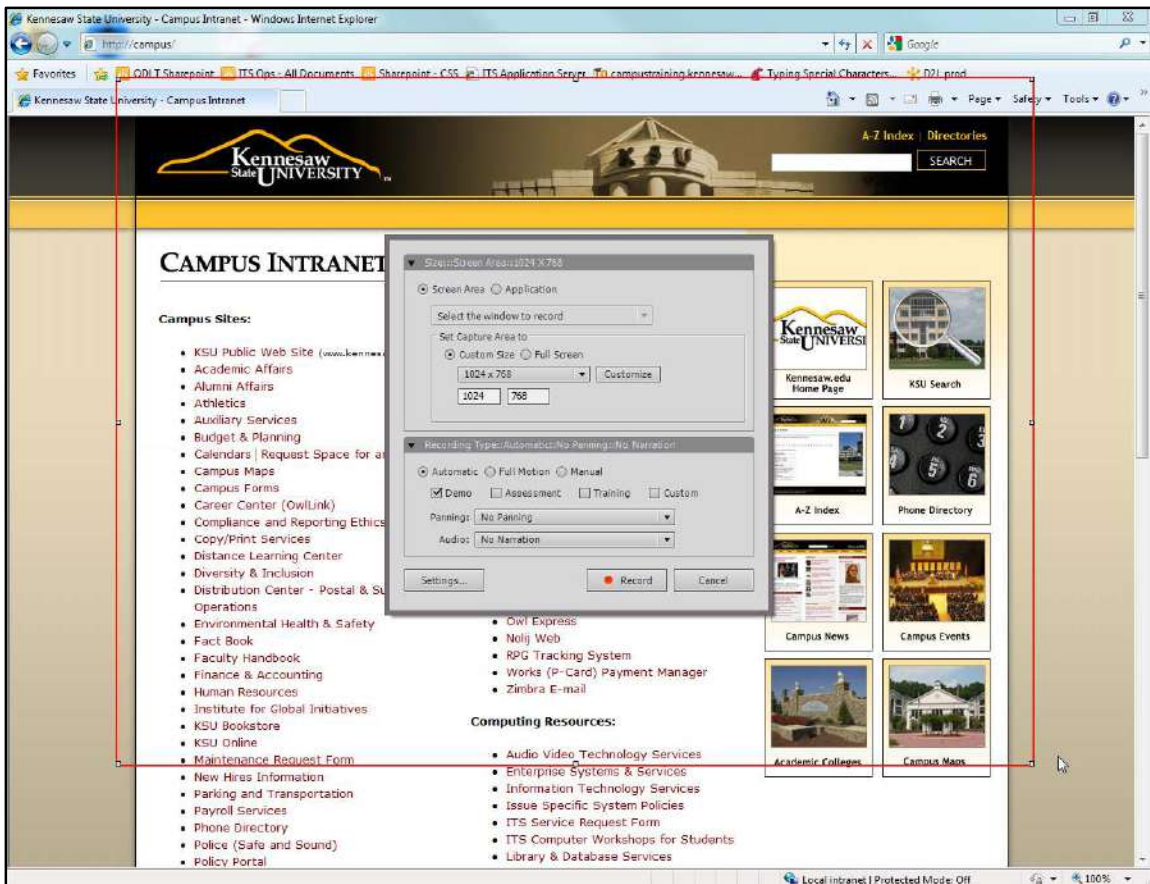 Kennesaw State University - Campus Intranet - Windows Internet Explorer
http://campus/
Google
Favorites
ODLT Sharepoint
ITS Ops - All Documents
Sharepoint - CSS
ITS Application Server
campustraining.kennesaw...
Typing Special Characters...
D2L prod
Kennesaw State University - Campus Intranet
Page
Safety
Tools
Kennesaw
State UNIVERSITY
KSU
A-Z Index | Directories
SEARCH
CAMPUS INTRANET
Campus Sites:
KSU Public Web Site
Academic Affairs
Alumni Affairs
Athletics
Auxiliary Services
Budget & Planning
Calendars | Request Space for a
Campus Maps
Campus Forms
Career Center (OwlLink)
Compliance and Reporting Ethics
Copy/Print Services
Distance Learning Center
Diversity & Inclusion
Distribution Center - Postal & Su
Operations
Environmental Health & Safety
Fact Book
Faculty Handbook
Finance & Accounting
Human Resources
Institute for Global Initiatives
KSU Bookstore
KSU Online
Maintenance Request Form
New Hires Information
Parking and Transportation
Payroll Services
Phone Directory
Police (Safe and Sound)
Policy Portal
Size::Screen Area::1024 X 768
Screen Area
Application
Select the window to record
Set Capture Area to
Custom Size
Full Screen
1024 x 768
Customize
1024
768
Recording Type::Automatic::No Panning::No Narration
Automatic
Full Motion
Manual
Demo
Assessment
Training
Custom
Panning: No Panning
Audio: No Narration
Settings...
Record
Cancel
Owl Express
Nolij Web
RPG Tracking System
Works (P-Card) Payment Manager
Zimbra E-mail
Computing Resources:
Audio Video Technology Services
Enterprise Systems & Services
Information Technology Services
Issue Specific System Policies
ITS Service Request Form
ITS Computer Workshops for Students
Library & Database Services
Kennesaw
State UNIVERSI
Kennesaw.edu
Home Page
KSU Search
A-Z Index
Phone Directory
Campus News
Campus Events
Academic Colleges
Campus Maps
Local intranet | Protected Mode: Off
100%